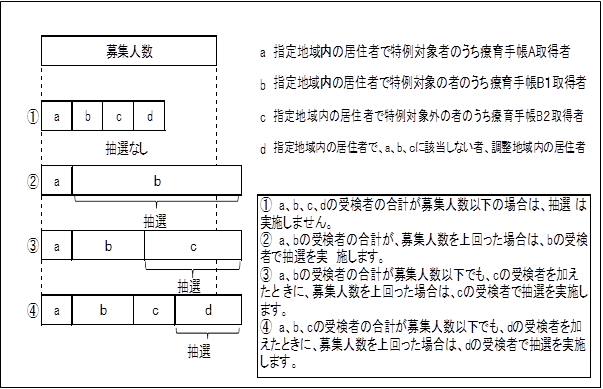 募集人数
a 指定地域内の居住者で特例対象者のうち療育手帳A取得者
b 指定地域内の居住者で特例対象の者のうち療育手帳B1取得者
c 指定地域内の居住者で特例対象外の者のうち療育手帳B2取得者
d 指定地域内の居住者で、a、b、cに該当しない者、調整地域内の居住者
① a b c d
抽選なし
② a b
抽選
③ a b c
抽選
④ a b c d
抽選
① a、b、c、dの受検者の合計が募集人数以下の場合は、抽選 は
実施しません。
② a、bの受検者の合計が、募集人数を上回った場合は、bの受検
者で抽選を実 施します。
③ a、bの受検者の合計が募集人数以下でも、cの受検者を加え
たときに、募集人数を上回った場合は、cの受検者で抽選を実施し
ます。
④ a、b、cの受検者の合計が募集人数以下でも、dの受検者を加
えたときに、募集人数を上回った場合は、dの受検者で抽選を実施
します。